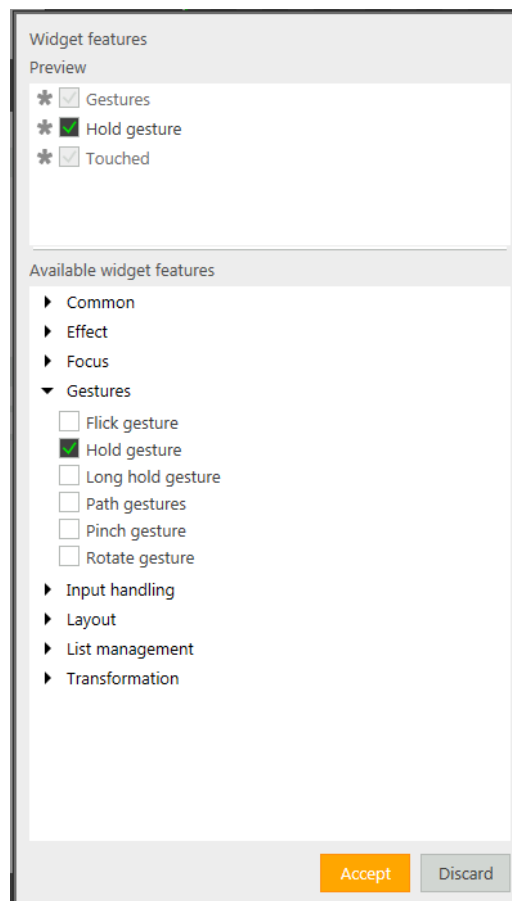 Widget features
Preview
Gestures
Hold gesture
Touched
Available widget features
Common
Effect
Focus
Gestures
Flick gesture
Hold gesture
Long hold gesture
Path gestures
Pinch gesture
Rotate gesture
Input handling
Layout
List management
Transformation
Accept Discard